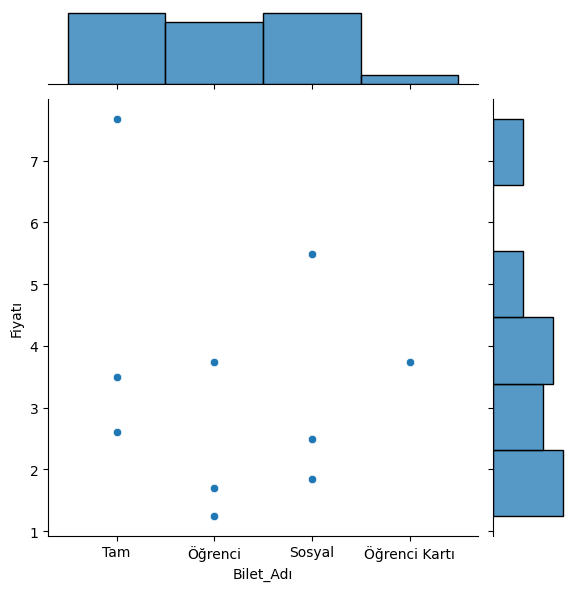 7
6
5
4
3
2
1
Fiyatı
Tam
Öğrenci
Sosyal
Öğrenci Kartı
Bilet_Adı